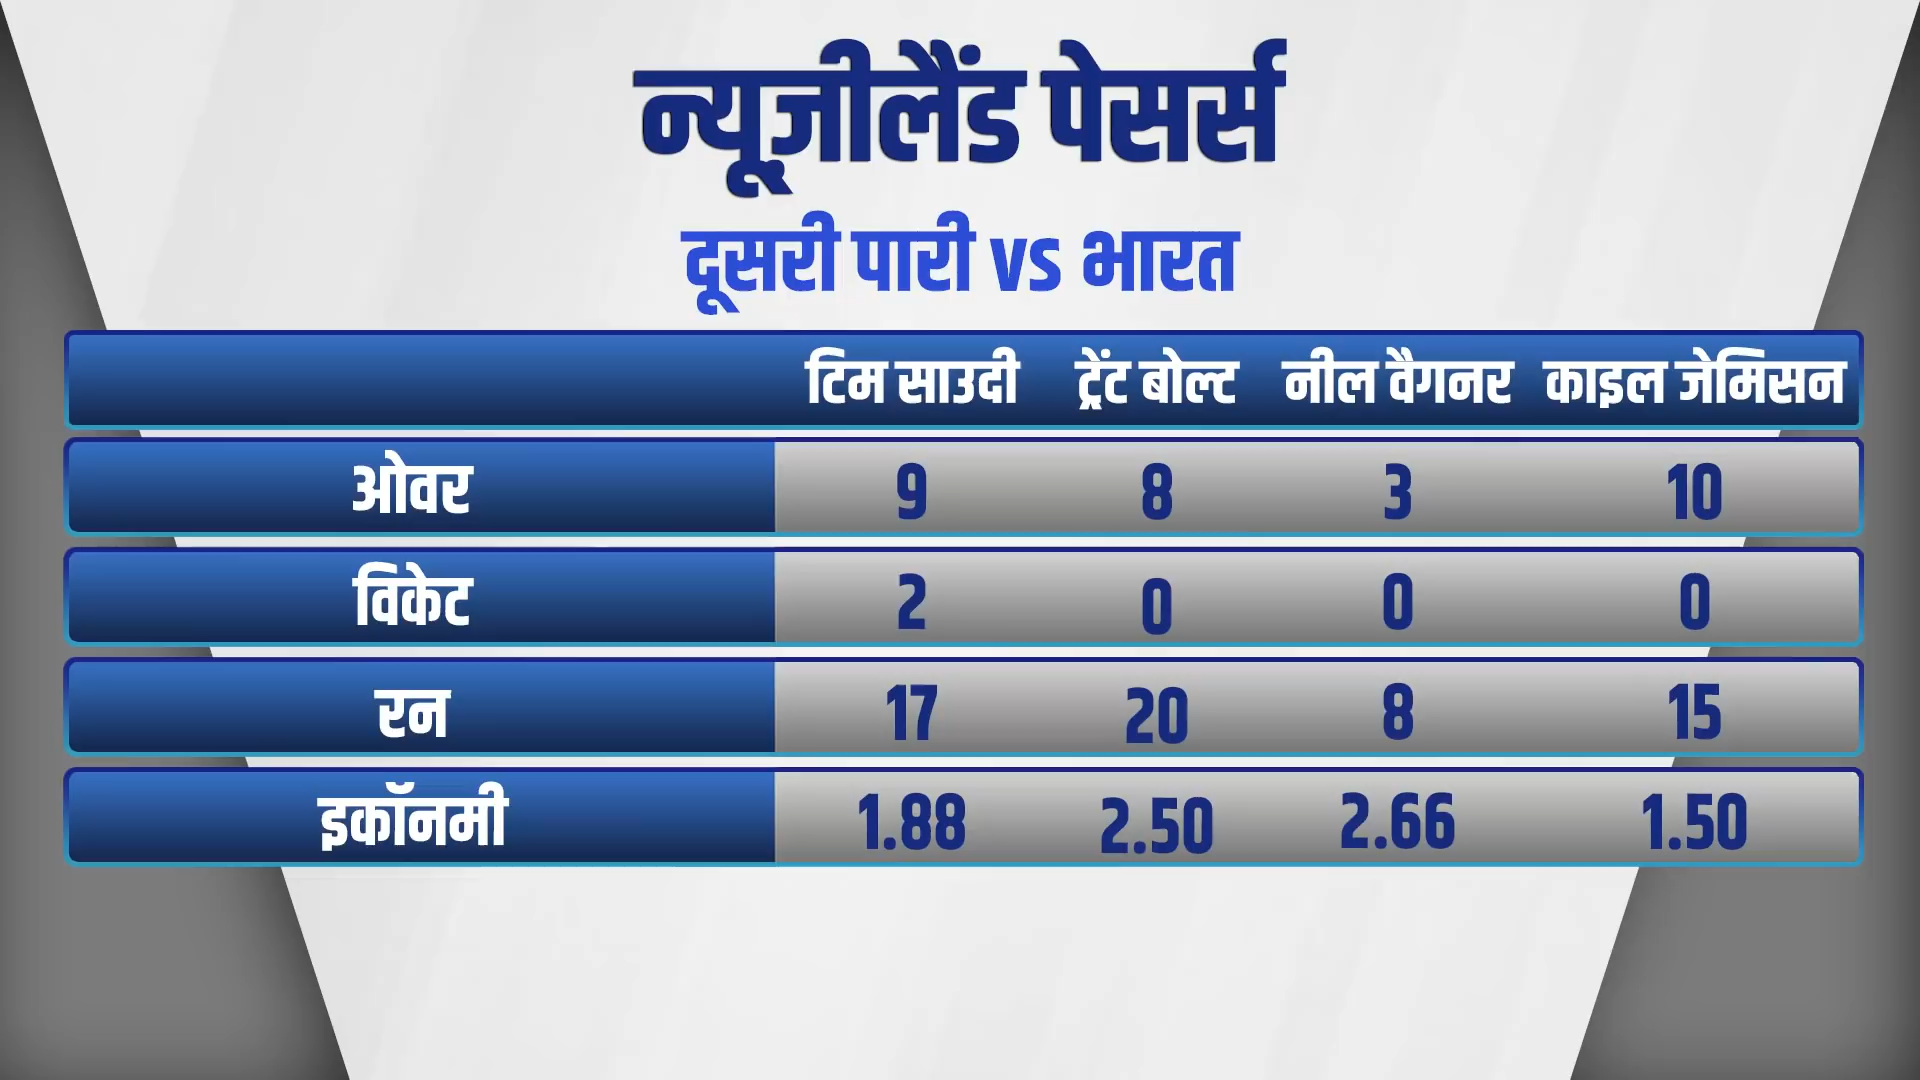 न्यूजीलैंड पेसर्स
दूसरी पारी vs भारत
टिम साउदी ट्रेंट बोल्ट नील वैगनर काइल जेमिसन
ओवर 9 8 3 10
विकेट 2 0 0 0
रन 17 20 8 15
इकॉनमी 1.88 2.50 2.66 1.50